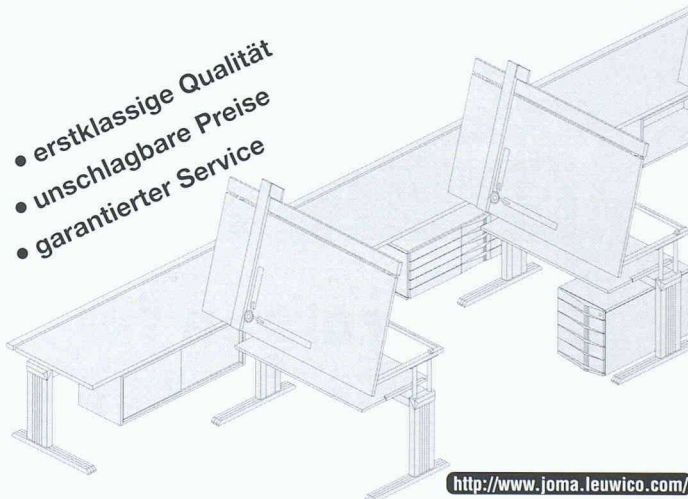 • erstklassige Qualität
• unschlagbare Preise
• garantierter Service
http://www.joma.leuwico.com/